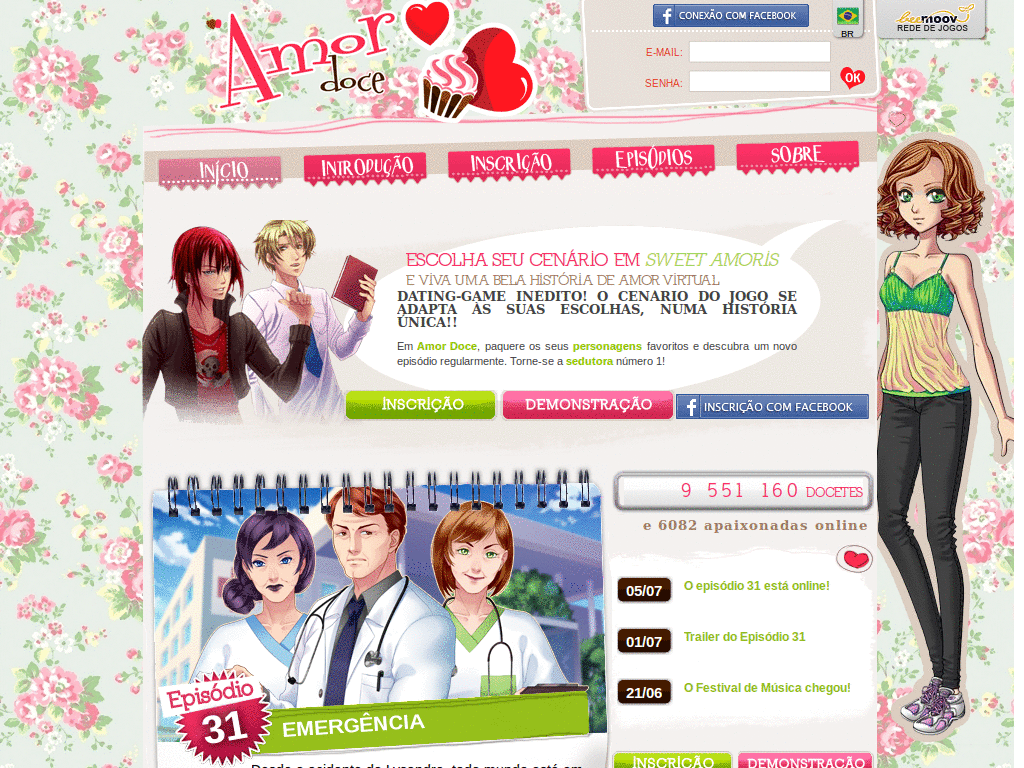 Amor
doce
CONEXÃO COM FACEBOOK
BR
beemoov
REDE DE JOGOS
E-MAIL:
SENHA:
OK
INÍCIO
INTRODUÇÃO
INSCRIÇÃO
EPISÓDIOS
SOBRE
ESCOLHA SEU CENÁRIO EM SWEET AMORIS
E VIVA UMA BELA HISTÓRIA DE AMOR VIRTUAL
DATING-GAME INEDITO! O CENARIO DO JOGO SE
ADAPTA ÀS SUAS ESCOLHAS, NUMA HISTÓRIA
ÚNICA!!
Em Amor Doce, paquere os seus personagens favoritos e descubra um novo
episódio regularmente. Torne-se a sedutora número 1!
INSCRIÇÃO
DEMONSTRAÇÃO
INSCRIÇÃO COM FACEBOOK
9 551 160 DOCETES
e 6082 apaixonadas online
05/07 O episódio 31 está online!
01/07 Trailer do Episódio 31
21/06 O Festival de Música chegou!
Episódio
31
EMERGÊNCIA
Desde o acidente do Lysandre, todo mundo está em
INSCRIÇÃO
DEMONSTRAÇÃO